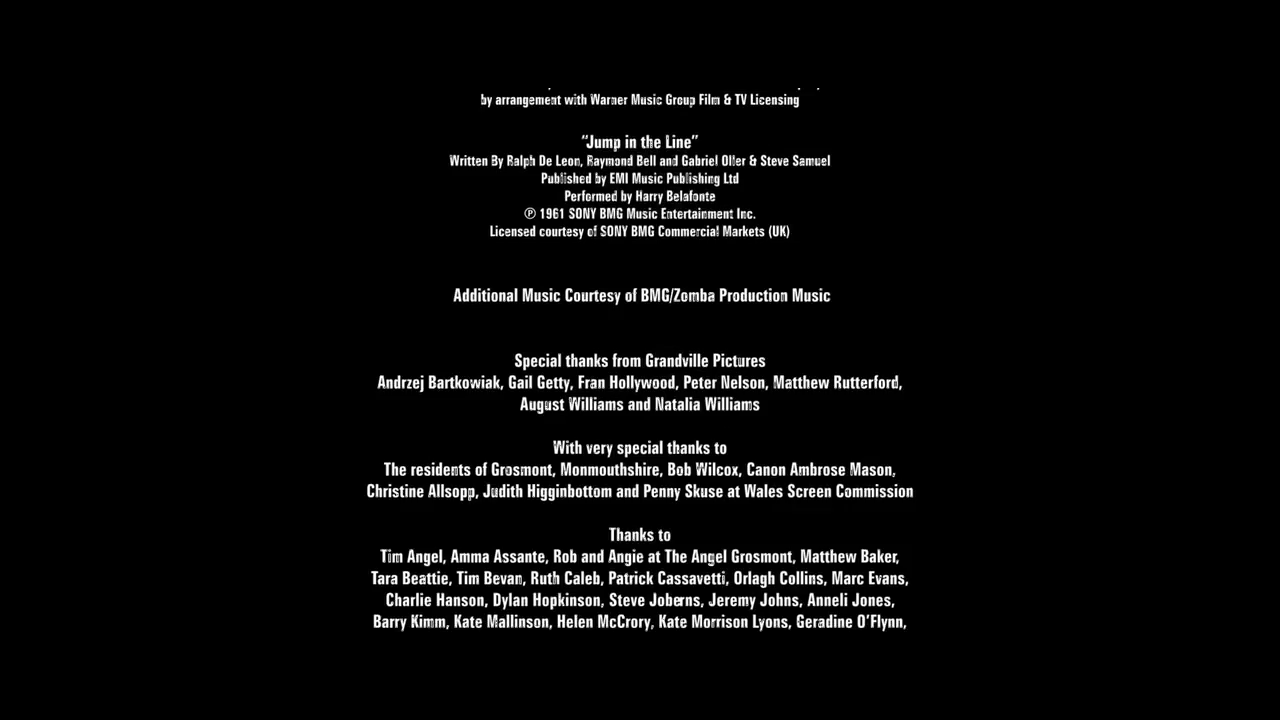 by arrangement with Warner Music Group Film & TV Licensing
“Jump in the Line”
Written By Ralph De Leon, Raymond Bell and Gabriel Oller & Steve Samuel
Published by EMI Music Publishing Ltd
Performed by Harry Belafonte
℗ 1961 SONY BMG Music Entertainment Inc.
Licensed courtesy of SONY BMG Commercial Markets (UK)
Additional Music Courtesy of BMG/Zomba Production Music
Special thanks from Grandville Pictures
Andrzej Bartkowiak, Gail Getty, Fran Hollywood, Peter Nelson, Matthew Rutterford,
August Williams and Natalia Williams
With very special thanks to
The residents of Grosmont, Monmouthshire, Bob Wilcox, Canon Ambrose Mason,
Christine Allsopp, Judith Higginbottom and Penny Skuse at Wales Screen Commission
Thanks to
Tim Angel, Amma Assante, Rob and Angie at The Angel Grosmont, Matthew Baker,
Tara Beattie, Tim Bevan, Ruth Caleb, Patrick Cassavetti, Orlagh Collins, Marc Evans,
Charlie Hanson, Dylan Hopkinson, Steve Joberns, Jeremy Johns, Anneli Jones,
Barry Kimm, Kate Mallinson, Helen McCrory, Kate Morrison Lyons, Geradine O’Flynn,